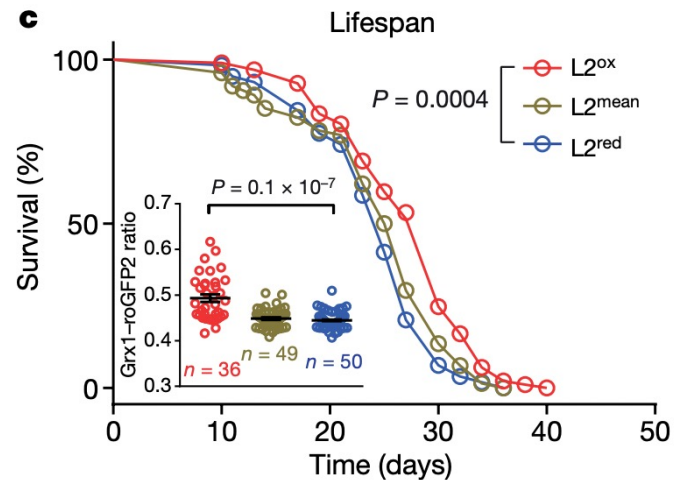 c
Lifespan
Survival (%)
100
50
0
P = 0.0004
L2ox
L2mean
L2red
P = 0.1 × 10–7
Grx1–roGFP2 ratio
0.7
0.6
0.5
0.4
0.3
n = 36
n = 49
n = 50
0 10 20 30 40 50
Time (days)